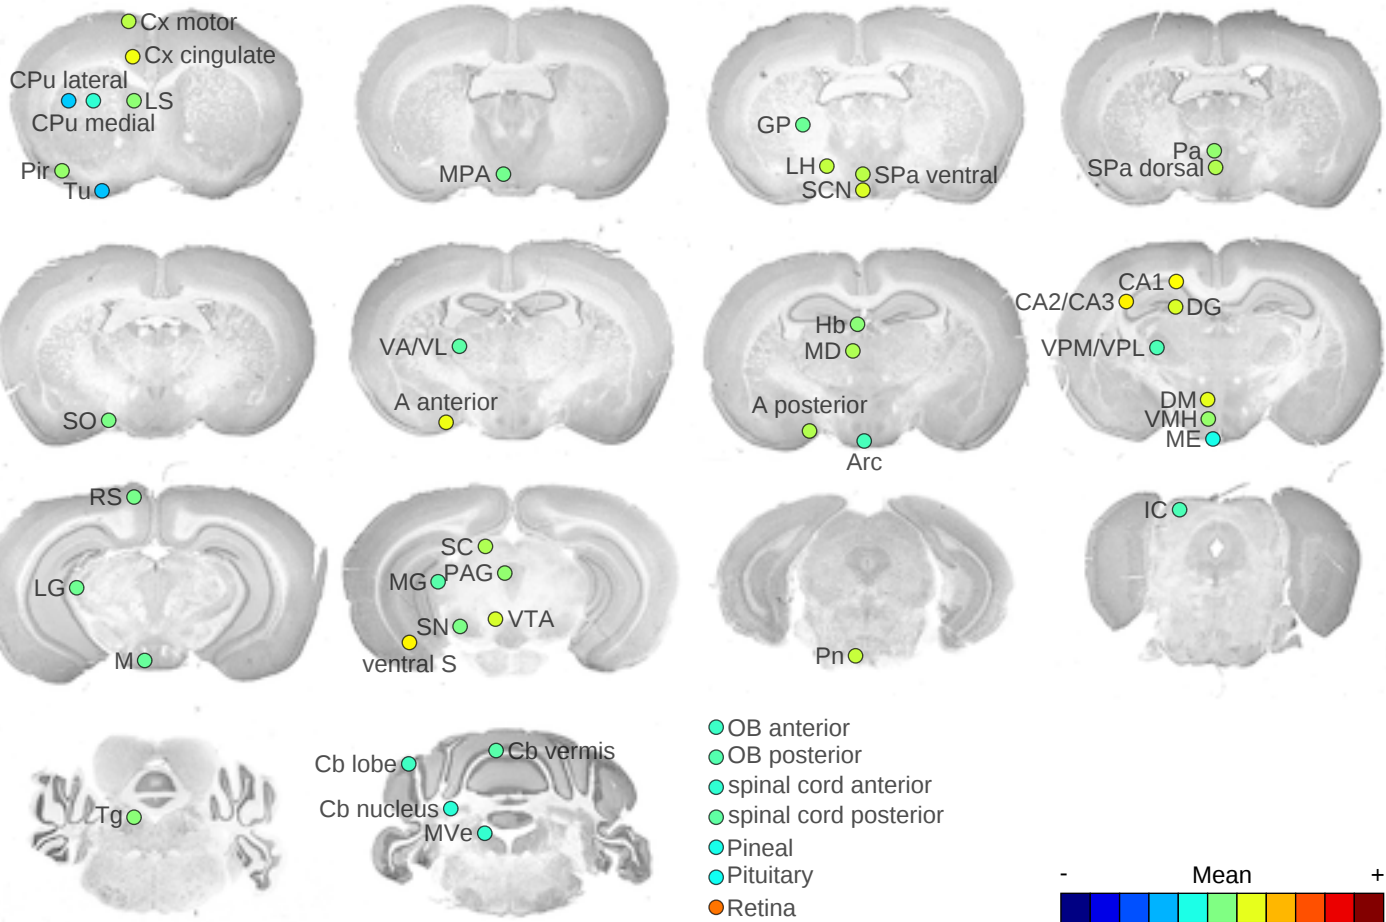 Cx motor
Cx cingulate
CPu lateral
LS
CPu medial
Pir
Tu
MPA
GP
LH
SPa ventral
SCN
Pa
SPa dorsal
SO
VA/VL
A anterior
Hb
MD
A posterior
Arc
CA1
CA2/CA3
DG
VPM/VPL
DM
VMH
ME
RS
LG
M
SC
MG
PAG
SN
VTA
ventral S
Pn
IC
Tg
Cb lobe
Cb vermis
Cb nucleus
MVe
OB anterior
OB posterior
spinal cord anterior
spinal cord posterior
Pineal
Pituitary
Retina
- Mean +